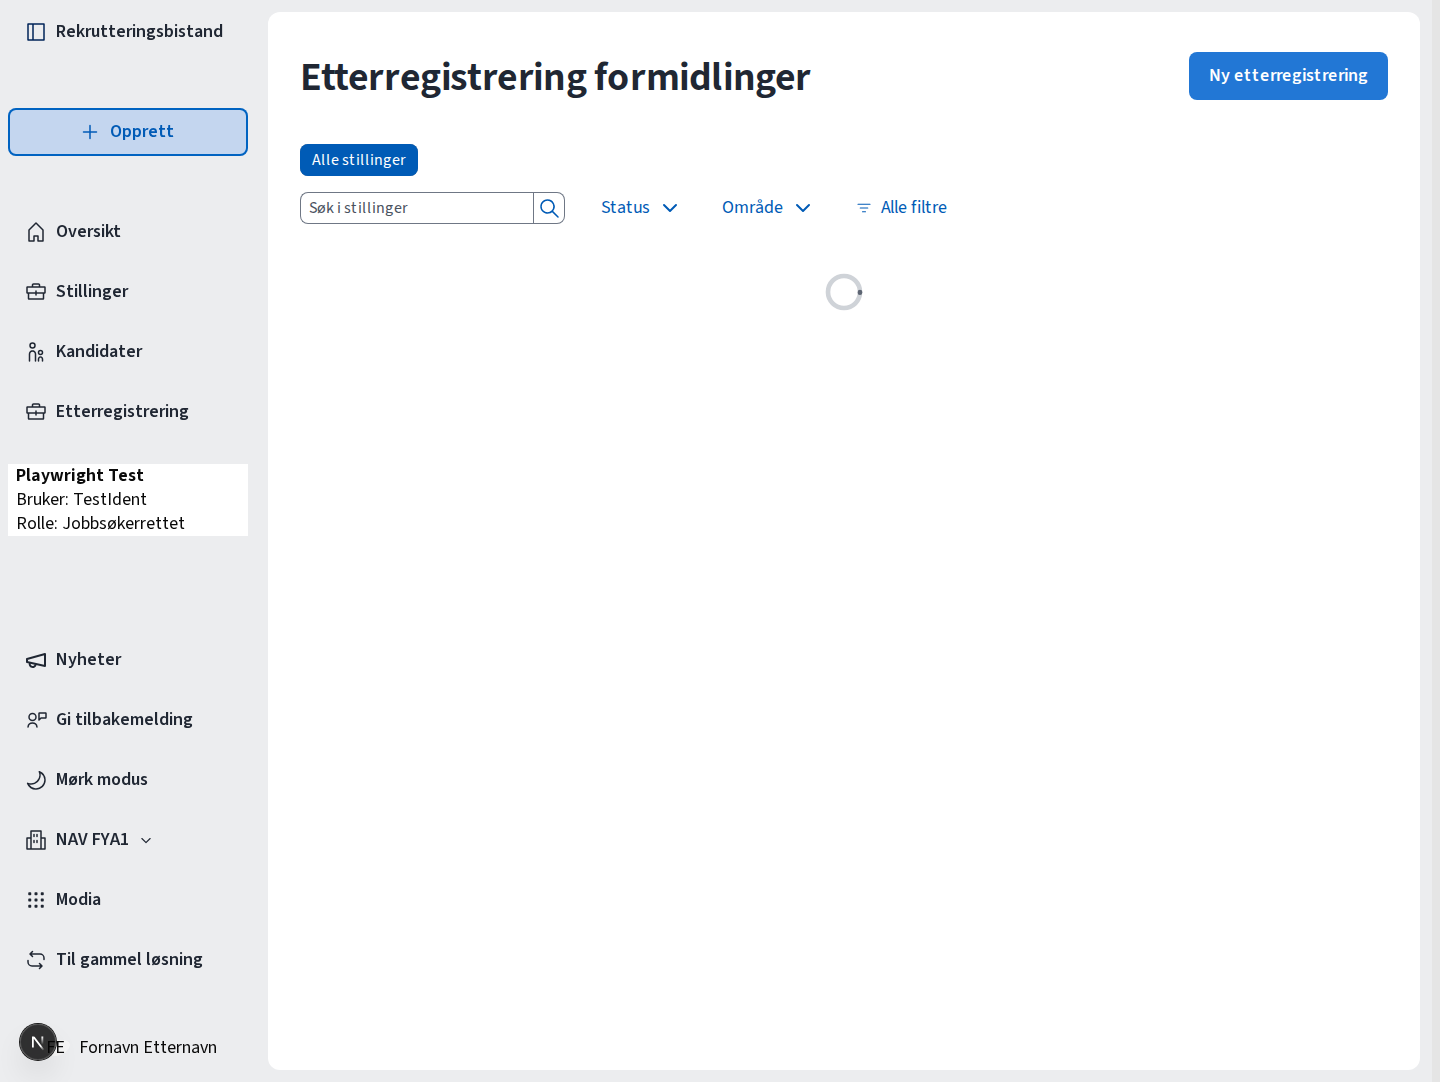 Rekrutteringsbistand
Opprett
Oversikt
Stillinger
Kandidater
Etterregistrering
Playwright Test
Bruker: TestIdent
Rolle: Jobbsøkerrettet
Nyheter
Gi tilbakemelding
Mørk modus
NAV FYA1
Modia
Til gammel løsning
N
FE Fornavn Etternavn
Etterregistrering formidlinger
Ny etterregistrering
Alle stillinger
Søk i stillinger
Status
Område
Alle filtre